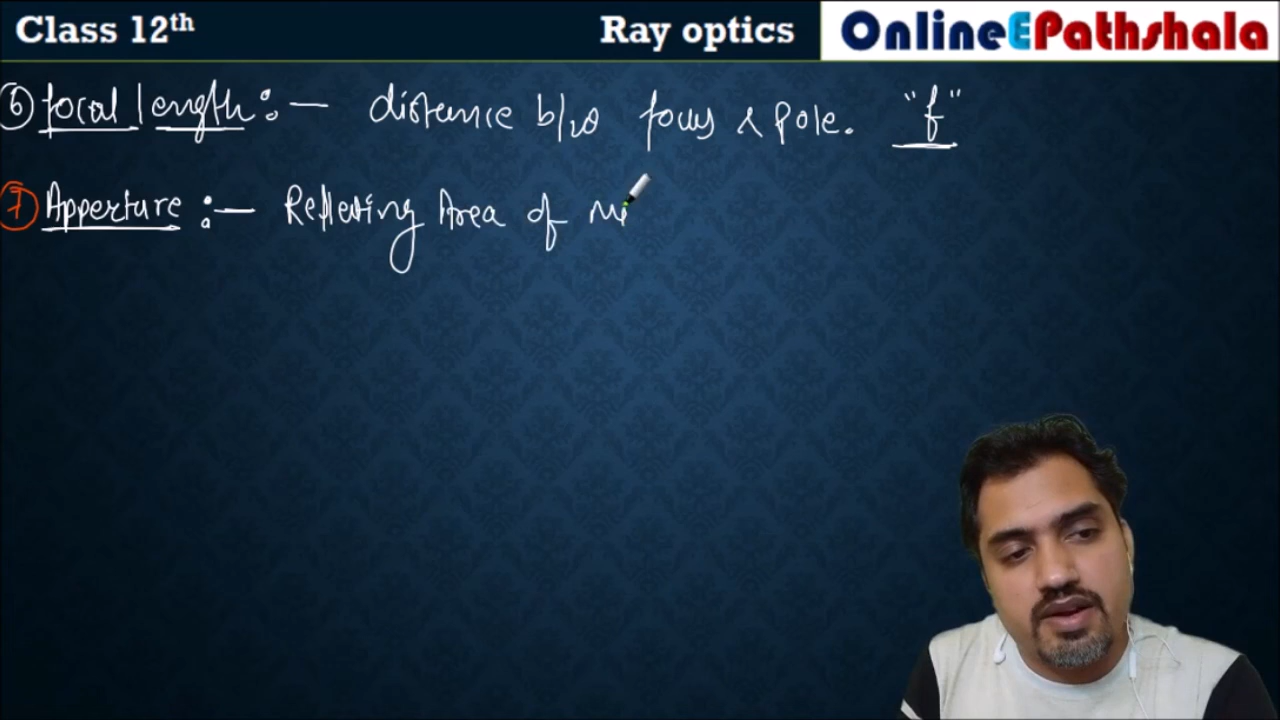 Class 12th Ray optics OnlineEPathshala
6 focal length :— distance b/w focus & pole. "f"
7 Apperture :— Reflecting Area of mi